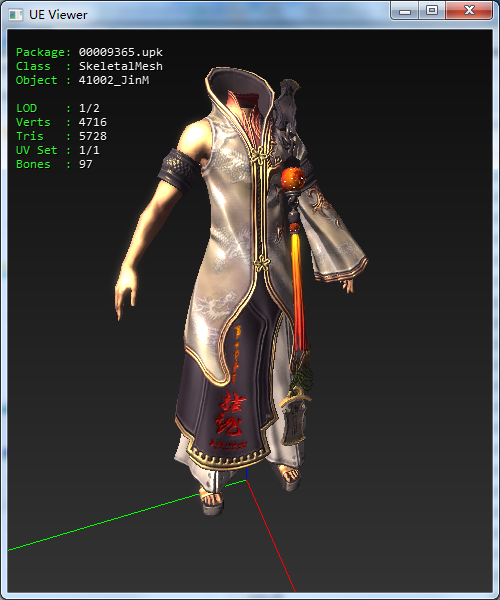 UE Viewer
Package: 00009365.upk
Class : SkeletalMesh
Object : 41002_JinM
LOD : 1/2
Verts : 4716
Tris : 5728
UV Set : 1/1
Bones : 97